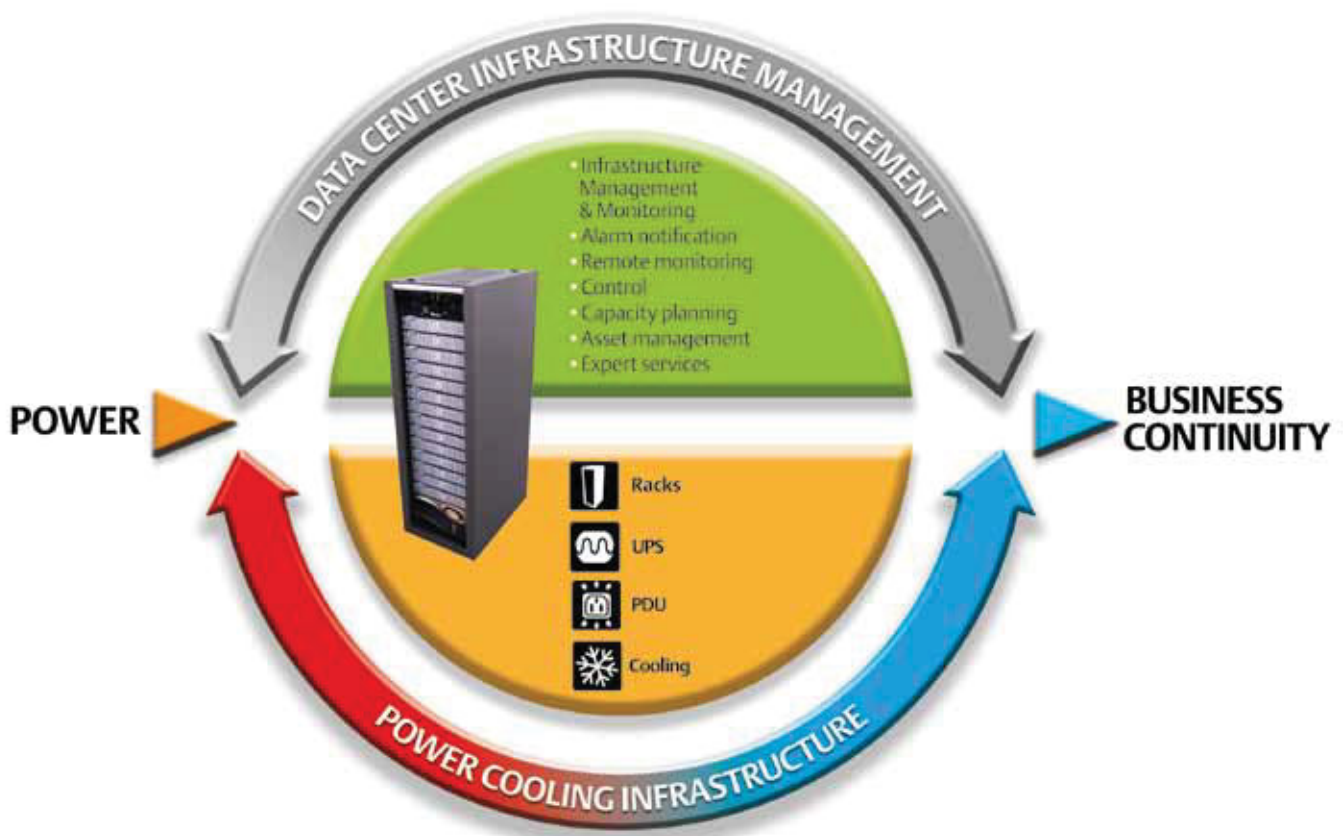 DATA CENTER INFRASTRUCTURE MANAGEMENT
• Infrastructure
Management
& Monitoring
• Alarm notification
• Remote monitoring
• Control
• Capacity planning
• Asset management
• Expert services
POWER
BUSINESS
CONTINUITY
Racks
UPS
PDU
Cooling
POWER COOLING INFRASTRUCTURE